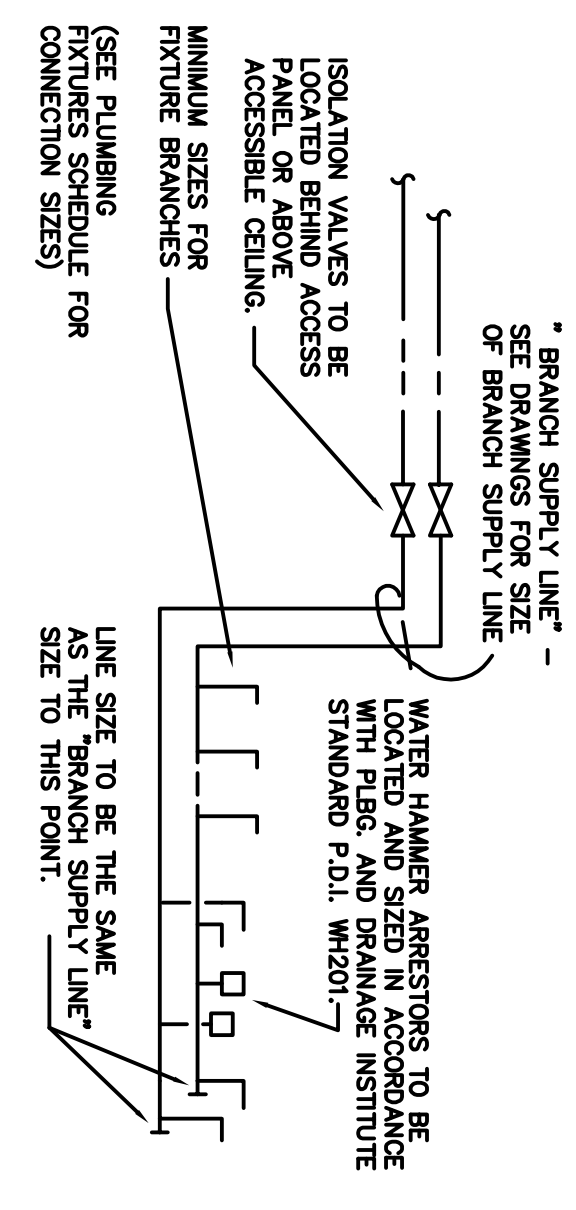 " BRANCH SUPPLY LINE" –
SEE DRAWINGS FOR SIZE
OF BRANCH SUPPLY LINE
ISOLATION VALVES TO BE
LOCATED BEHIND ACCESS
PANEL OR ABOVE
ACCESSIBLE CEILING.
MINIMUM SIZES FOR
FIXTURE BRANCHES
(SEE PLUMBING
FIXTURES SCHEDULE FOR
CONNECTION SIZES)
WATER HAMMER ARRESTORS TO BE
LOCATED AND SIZED IN ACCORDANCE
WITH PLBG. AND DRAINAGE INSTITUTE
STANDARD P.D.I. WH201.
LINE SIZE TO BE THE SAME
AS THE "BRANCH SUPPLY LINE"
SIZE TO THIS POINT.